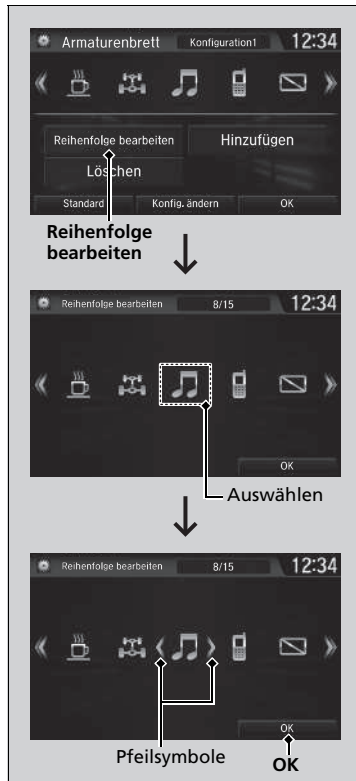 Armaturenbrett Konfiguration1 12:34
Reihenfolge bearbeiten Hinzufügen
Löschen
Standard Konfig. ändern OK
Reihenfolge
bearbeiten
Reihenfolge bearbeiten 8/15 12:34
OK
Auswählen
Reihenfolge bearbeiten 8/15 12:34
OK
Pfeilsymbole
OK